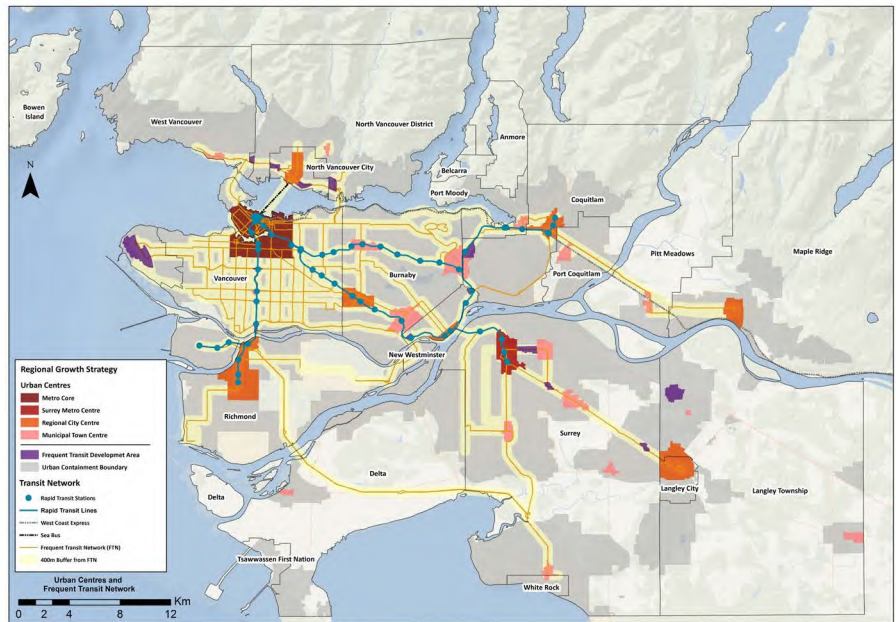 Bowen
Island
West Vancouver
North Vancouver District
Anmore
North Vancouver City
Belcarra
Port Moody
Coquitlam
N
Pitt Meadows
Maple Ridge
Vancouver
Burnaby
Port Coquitlam
New Westminster
Richmond
Surrey
Delta
Delta
Langley City
Langley Township
Tsawwassen First Nation
White Rock
Regional Growth Strategy
Urban Centres
Metro Core
Surrey Metro Centre
Regional City Centre
Municipal Town Centre
Frequent Transit Developmet Area
Urban Containment Boundary
Transit Network
Rapid Transit Stations
Rapid Transit Lines
West Coast Express
Sea Bus
Frequent Transit Network (FTN)
400m Buffer from FTN
Urban Centres and
Frequent Transit Network
Km
0 2 4 8 12